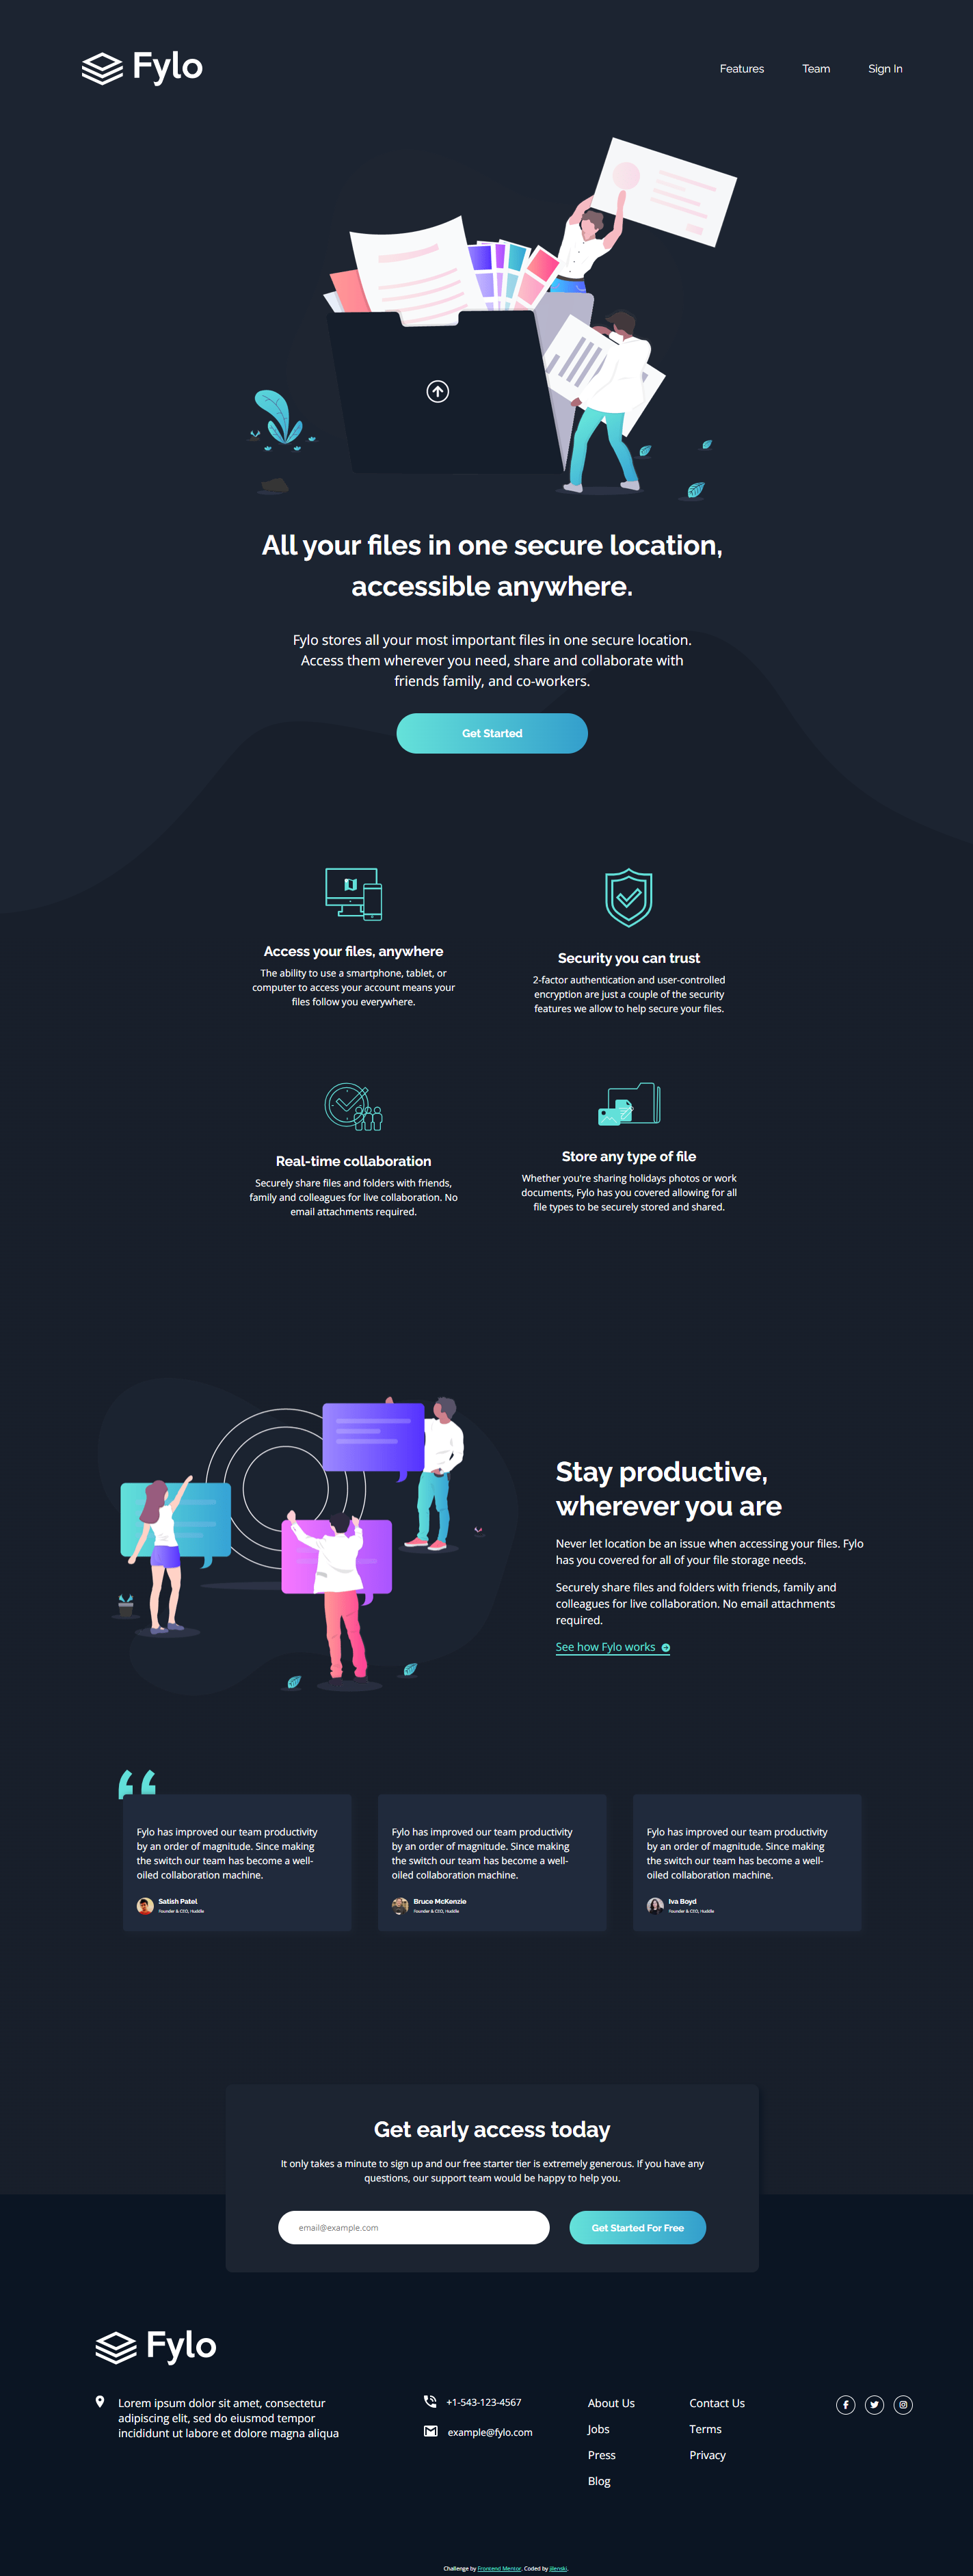 Fylo
Features Team Sign In
All your files in one secure location,
accessible anywhere.
Fylo stores all your most important files in one secure location.
Access them wherever you need, share and collaborate with
friends family, and co-workers.
Get Started
Access your files, anywhere
The ability to use a smartphone, tablet, or
computer to access your account means your
files follow you everywhere.
Security you can trust
2-factor authentication and user-controlled
encryption are just a couple of the security
features we allow to help secure your files.
Real-time collaboration
Securely share files and folders with friends,
family and colleagues for live collaboration. No
email attachments required.
Store any type of file
Whether you're sharing holidays photos or work
documents, Fylo has you covered allowing for all
file types to be securely stored and shared.
Stay productive,
wherever you are
Never let location be an issue when accessing your files. Fylo
has you covered for all of your file storage needs.
Securely share files and folders with friends, family and
colleagues for live collaboration. No email attachments
required.
See how Fylo works
Fylo has improved our team productivity
by an order of magnitude. Since making
the switch our team has become a well-
oiled collaboration machine.
Satish Patel
Founder & CEO, Huddle
Fylo has improved our team productivity
by an order of magnitude. Since making
the switch our team has become a well-
oiled collaboration machine.
Bruce McKenzie
Founder & CEO, Huddle
Fylo has improved our team productivity
by an order of magnitude. Since making
the switch our team has become a well-
oiled collaboration machine.
Iva Boyd
Founder & CEO, Huddle
Get early access today
It only takes a minute to sign up and our free starter tier is extremely generous. If you have any
questions, our support team would be happy to help you.
email@example.com
Get Started For Free
Fylo
Lorem ipsum dolor sit amet, consectetur
adipiscing elit, sed do eiusmod tempor
incididunt ut labore et dolore magna aliqua
+1-543-123-4567
example@fylo.com
About Us
Jobs
Press
Blog
Contact Us
Terms
Privacy
Challenge by Frontend Mentor. Coded by